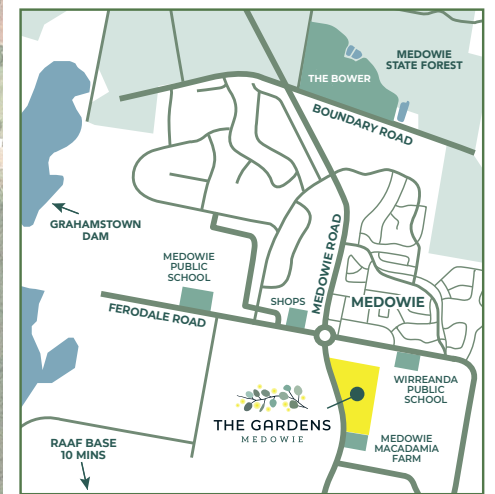 MEDOWIE
STATE FOREST
THE BOWER
BOUNDARY ROAD
GRAHAMSTOWN
DAM
MEDOWIE
PUBLIC
SCHOOL
MEDOWIE ROAD
SHOPS
MEDOWIE
FERODALE ROAD
WIRREANDA
PUBLIC
SCHOOL
THE GARDENS
MEDOWIE
MEDOWIE
MACADAMIA
FARM
RAAF BASE
10 MINS